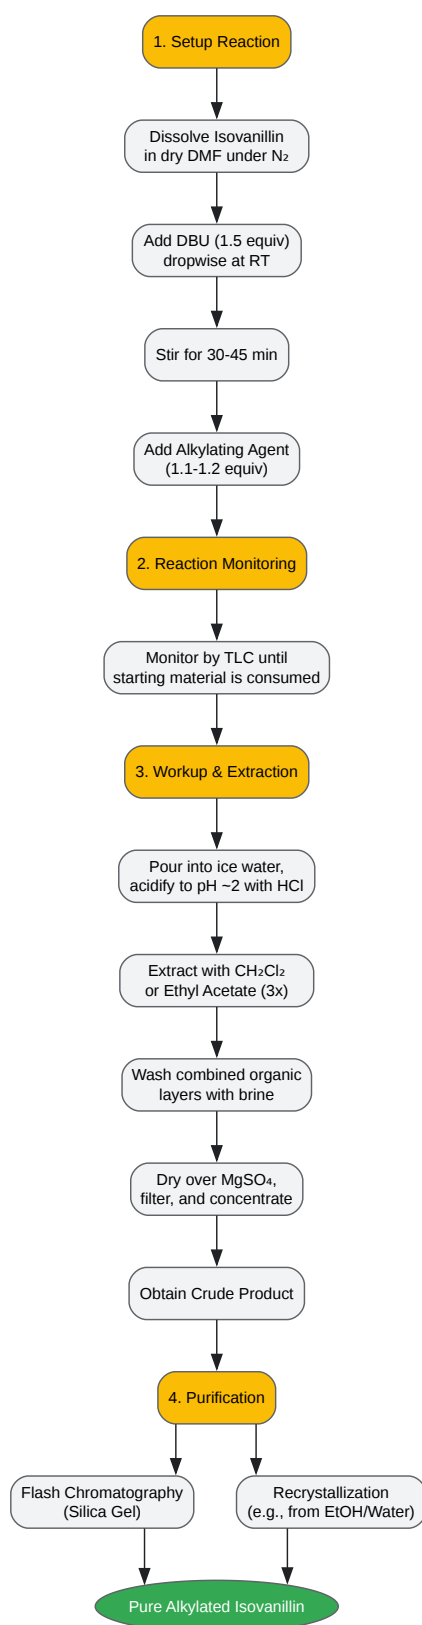 1. Setup Reaction
Dissolve Isovanillin
in dry DMF under N₂
Add DBU (1.5 equiv)
dropwise at RT
Stir for 30-45 min
Add Alkylating Agent
(1.1-1.2 equiv)
2. Reaction Monitoring
Monitor by TLC until
starting material is consumed
3. Workup & Extraction
Pour into ice water,
acidify to pH ~2 with HCl
Extract with CH₂Cl₂
or Ethyl Acetate (3x)
Wash combined organic
layers with brine
Dry over MgSO₄,
filter, and concentrate
Obtain Crude Product
4. Purification
Flash Chromatography
(Silica Gel)
Recrystallization
(e.g., from EtOH/Water)
Pure Alkylated Isovanillin